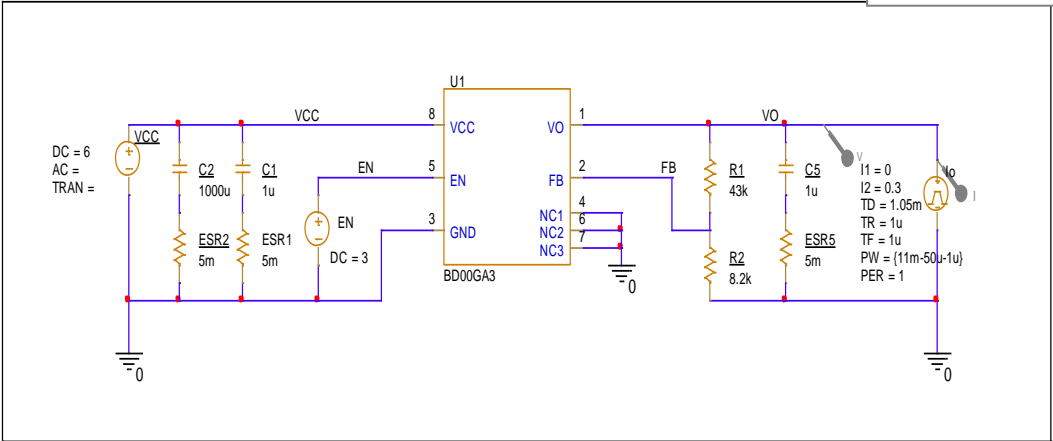 U1
VCC
DC = 6
AC =
TRAN =
VCC
C2
1000u
ESR2
5m
C1
1u
ESR1
5m
EN
EN
DC = 3
8
VCC
5
EN
3
GND
VO
1
FB
2
NC1
4
NC2
6
NC3
7
BD00GA3
0
0
FB
VO
R1
43k
R2
8.2k
C5
1u
ESR5
5m
V
I1 = 0
I2 = 0.3
TD = 1.05m
TR = 1u
TF = 1u
PW = {11m-50u-1u}
PER = 1
Io
I
0